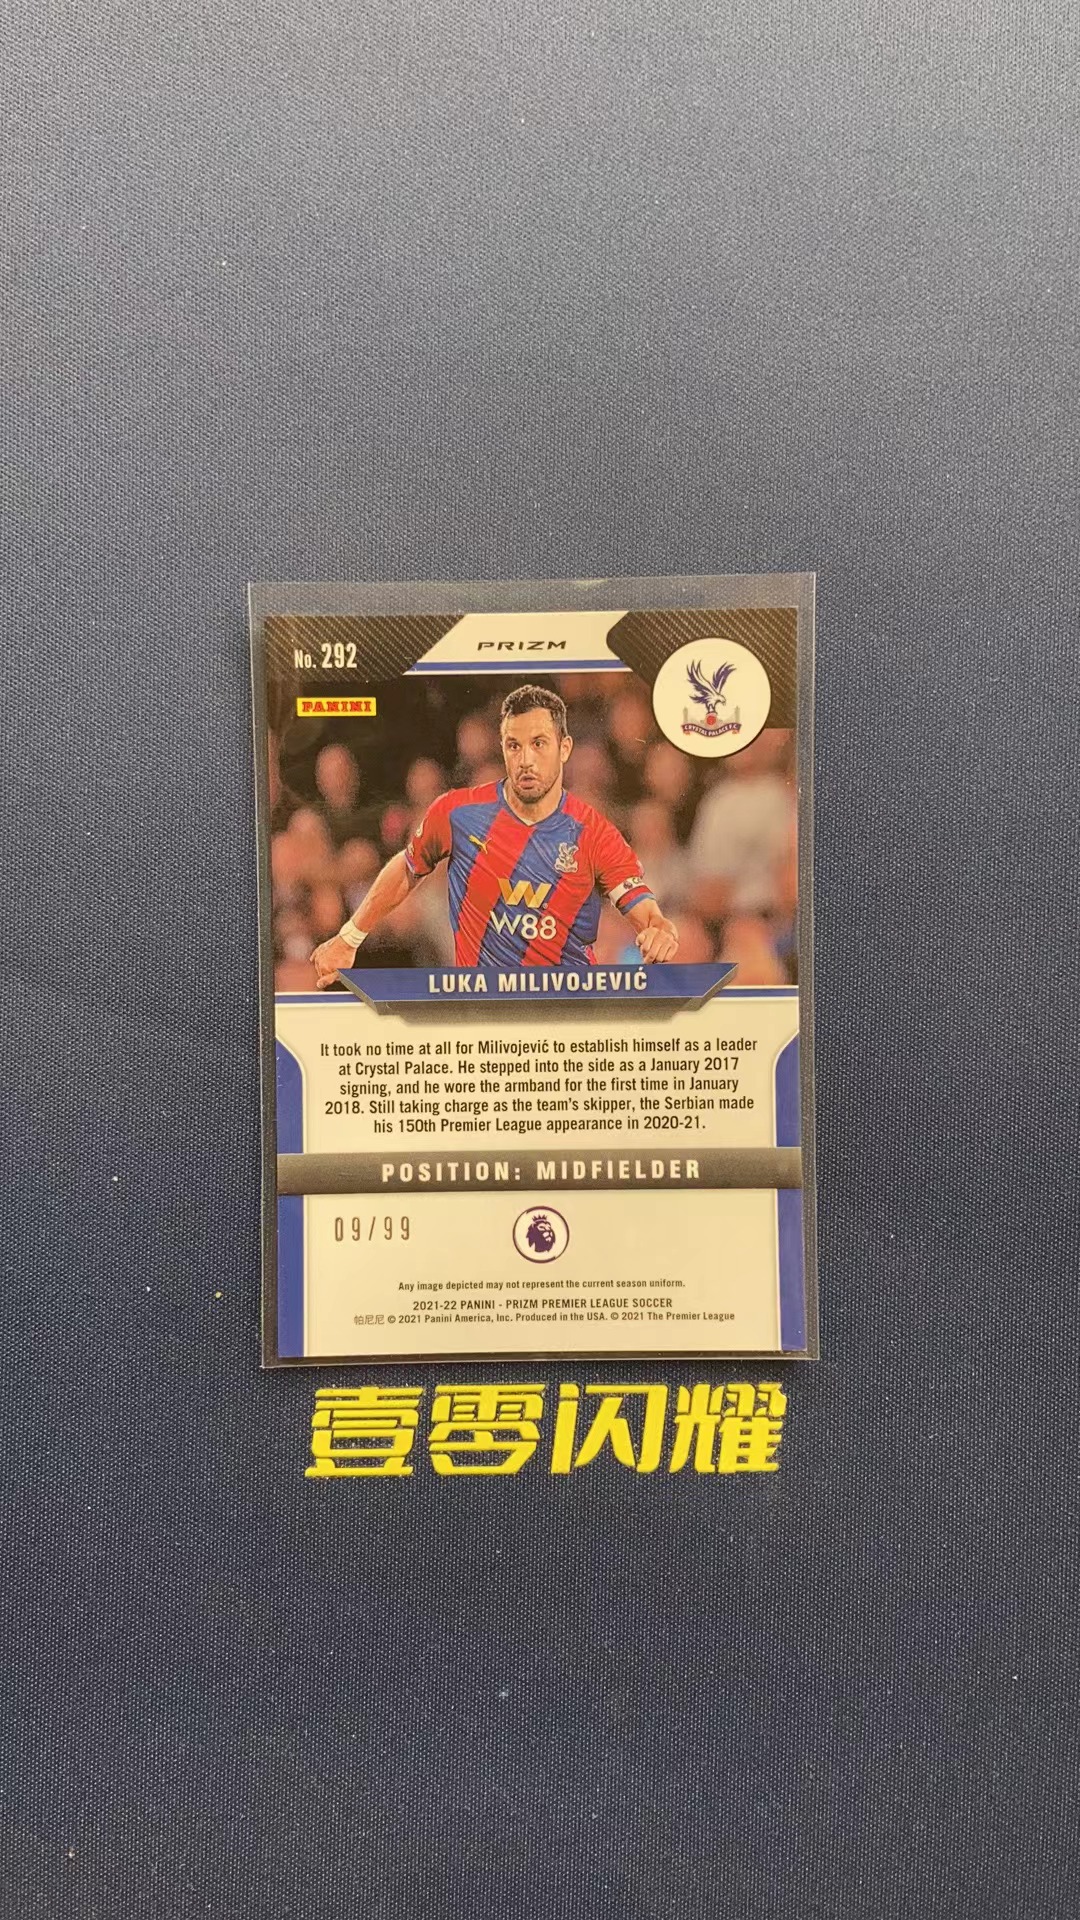 PRIZM
No. 292
PANINI
CRYSTAL PALACE F.C
W
W88
LUKA MILIVOJEVIĆ
It took no time at all for Milivojević to establish himself as a leader
at Crystal Palace. He stepped into the side as a January 2017
signing, and he wore the armband for the first time in January
2018. Still taking charge as the team's skipper, the Serbian made
his 150th Premier League appearance in 2020-21.
POSITION: MIDFIELDER
09/99
Any image depicted may not represent the current season uniform.
2021-22 PANINI - PRIZM PREMIER LEAGUE SOCCER
帕尼尼 © 2021 Panini America, Inc. Produced in the USA. © 2021 The Premier League
壹零闪耀